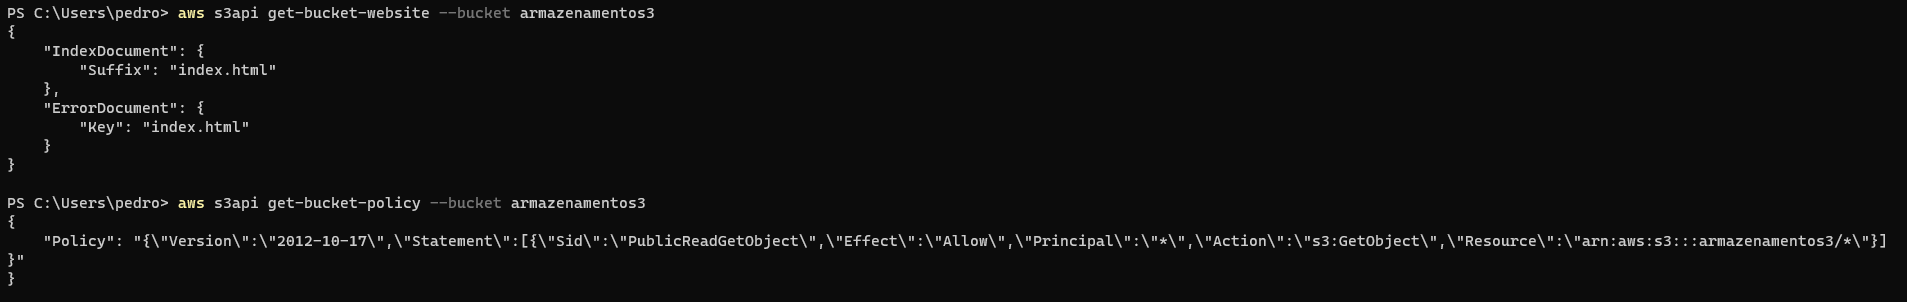 PS C:\Users\pedro> aws s3api get-bucket-website --bucket armazenamentos3
{
    "IndexDocument": {
        "Suffix": "index.html"
    },
    "ErrorDocument": {
        "Key": "index.html"
    }
}

PS C:\Users\pedro> aws s3api get-bucket-policy --bucket armazenamentos3
{
    "Policy": "{\"Version\":\"2012-10-17\",\"Statement\":[{\"Sid\":\"PublicReadGetObject\",\"Effect\":\"Allow\",\"Principal\":\"*\",\"Action\":\"s3:GetObject\",\"Resource\":\"arn:aws:s3:::armazenamentos3/*\"}]
}"
}